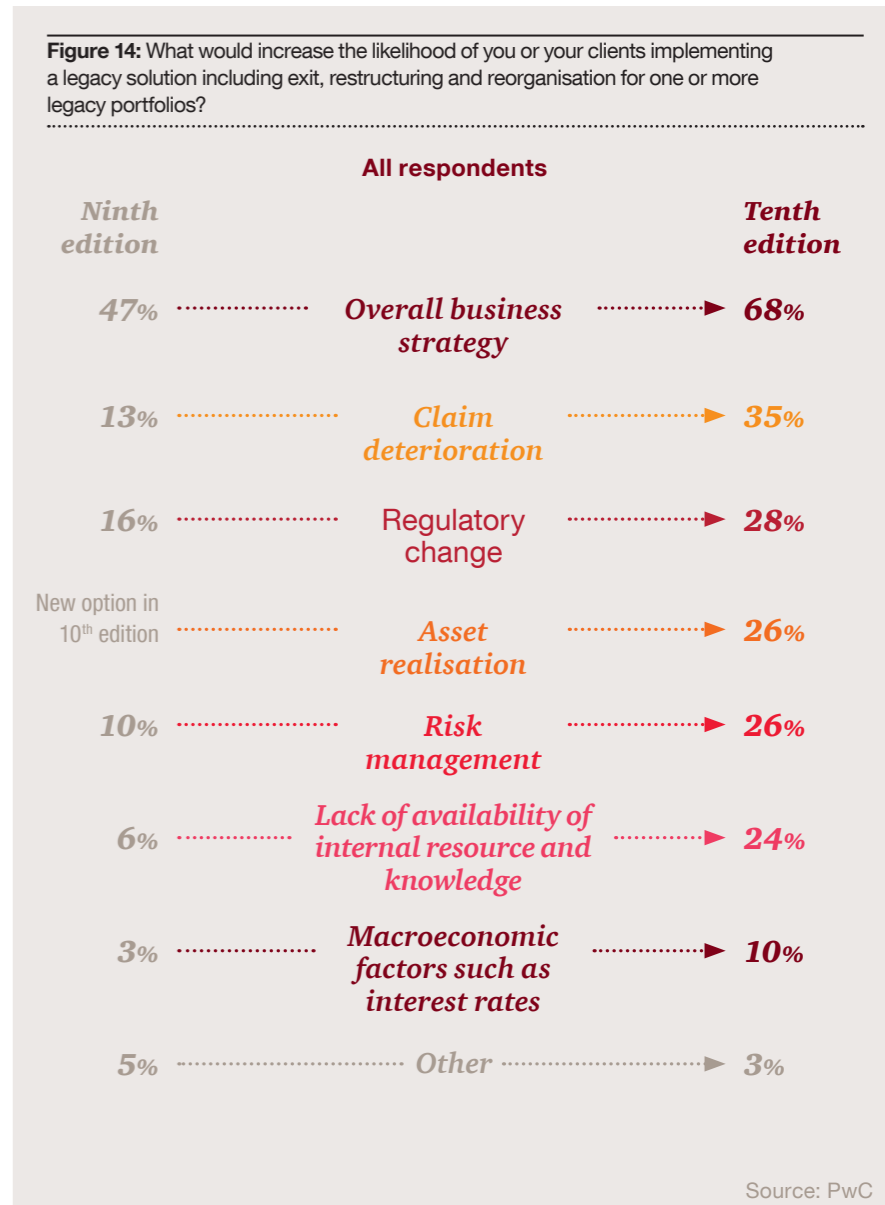 Figure 14: What would increase the likelihood of you or your clients implementing
a legacy solution including exit, restructuring and reorganisation for one or more
legacy portfolios?
All respondents
Ninth
edition
Tenth
edition
47%
Overall business
strategy
68%
13%
Claim
deterioration
35%
16%
Regulatory
change
28%
New option in
10th edition
Asset
realisation
26%
10%
Risk
management
26%
6%
Lack of availability of
internal resource and
knowledge
24%
3%
Macroeconomic
factors such as
interest rates
10%
5%
Other
3%
Source: PwC